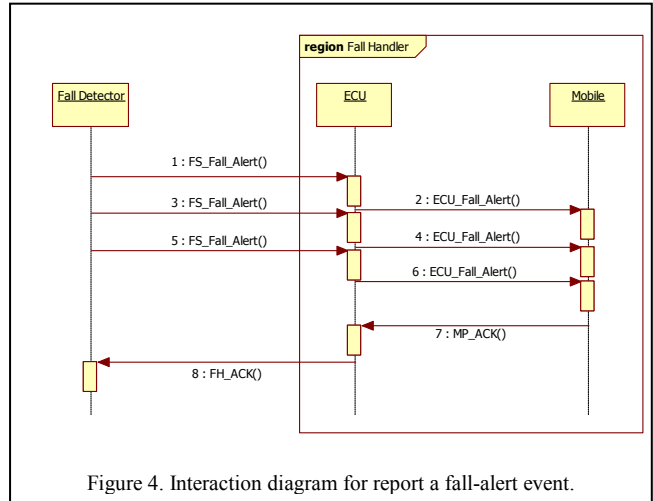 region Fall Handler
Fall Detector
ECU
Mobile
1 : FS_Fall_Alert()
2 : ECU_Fall_Alert()
3 : FS_Fall_Alert()
4 : ECU_Fall_Alert()
5 : FS_Fall_Alert()
6 : ECU_Fall_Alert()
7 : MP_ACK()
8 : FH_ACK()
Figure 4. Interaction diagram for report a fall-alert event.